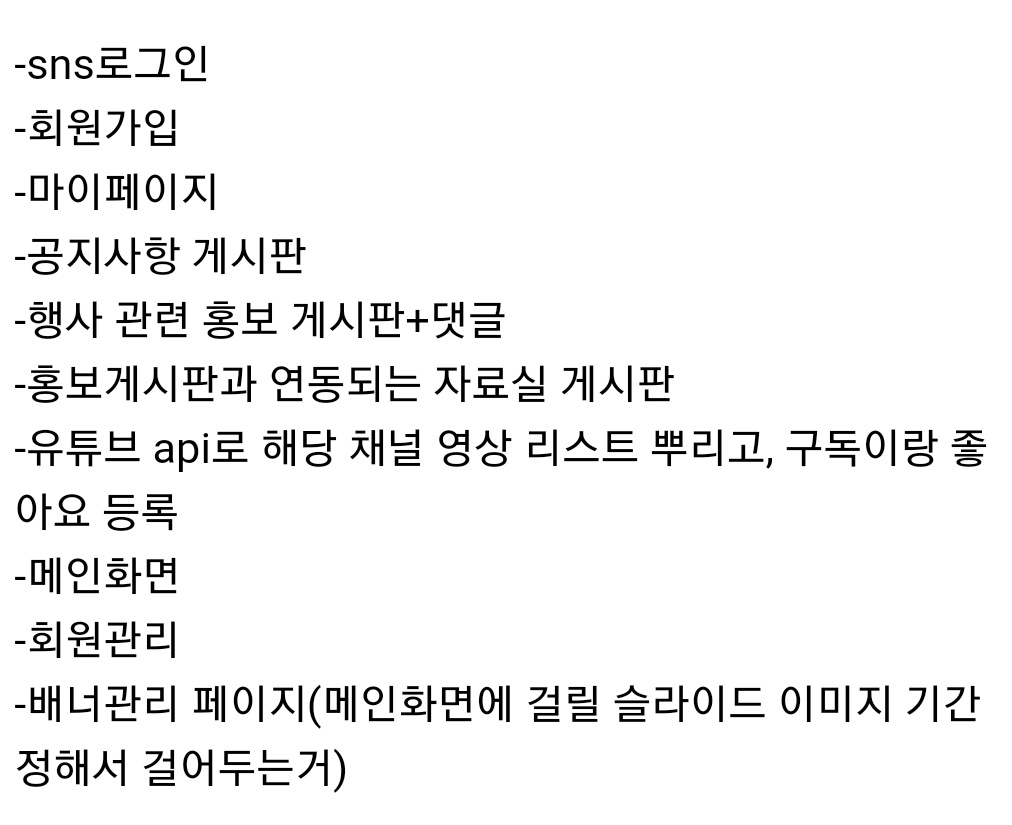 -sns로그인
-회원가입
-마이페이지
-공지사항 게시판
-행사 관련 홍보 게시판+댓글
-홍보게시판과 연동되는 자료실 게시판
-유튜브 api로 해당 채널 영상 리스트 뿌리고, 구독이랑 좋
아요 등록
-메인화면
-회원관리
-배너관리 페이지(메인화면에 걸릴 슬라이드 이미지 기간
정해서 걸어두는거)